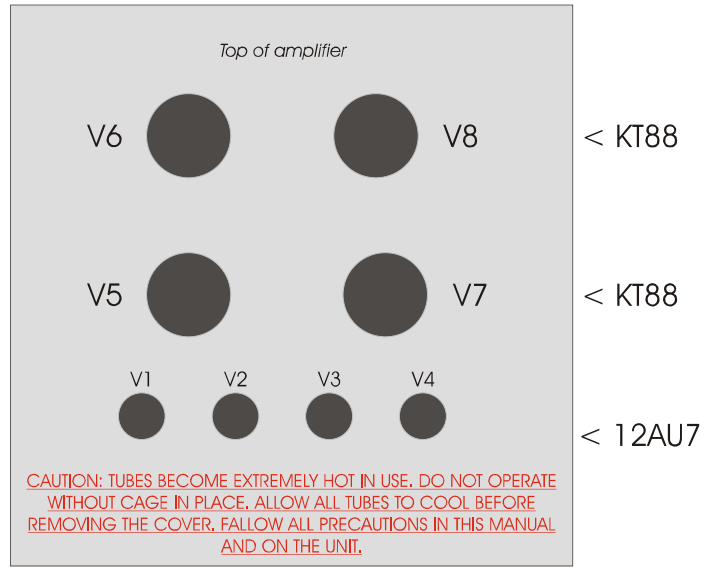 Top of amplifier
V6 V8 < KT88
V5 V7 < KT88
V1 V2 V3 V4
< 12AU7
CAUTION: TUBES BECOME EXTREMELY HOT IN USE. DO NOT OPERATE
WITHOUT CAGE IN PLACE. ALLOW ALL TUBES TO COOL BEFORE
REMOVING THE COVER. FALLOW ALL PRECAUTIONS IN THIS MANUAL
AND ON THE UNIT.